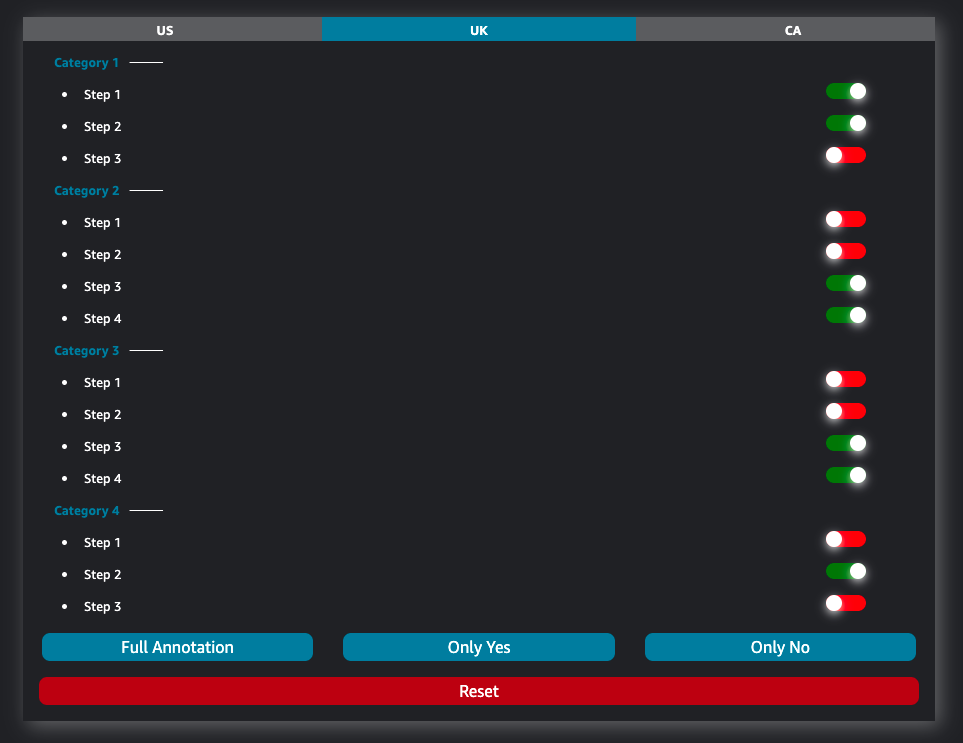 US UK CA
Category 1
• Step 1
• Step 2
• Step 3
Category 2
• Step 1
• Step 2
• Step 3
• Step 4
Category 3
• Step 1
• Step 2
• Step 3
• Step 4
Category 4
• Step 1
• Step 2
• Step 3
Full Annotation Only Yes Only No
Reset